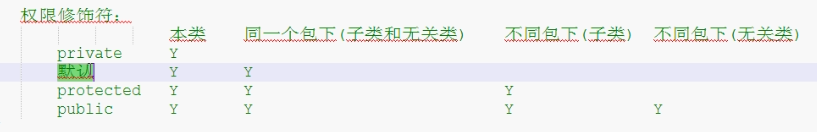 权限修饰符:
本类 同一个包下(子类和无关类) 不同包下(子类) 不同包下(无关类)
private Y
默认 Y Y
protected Y Y Y
public Y Y Y Y